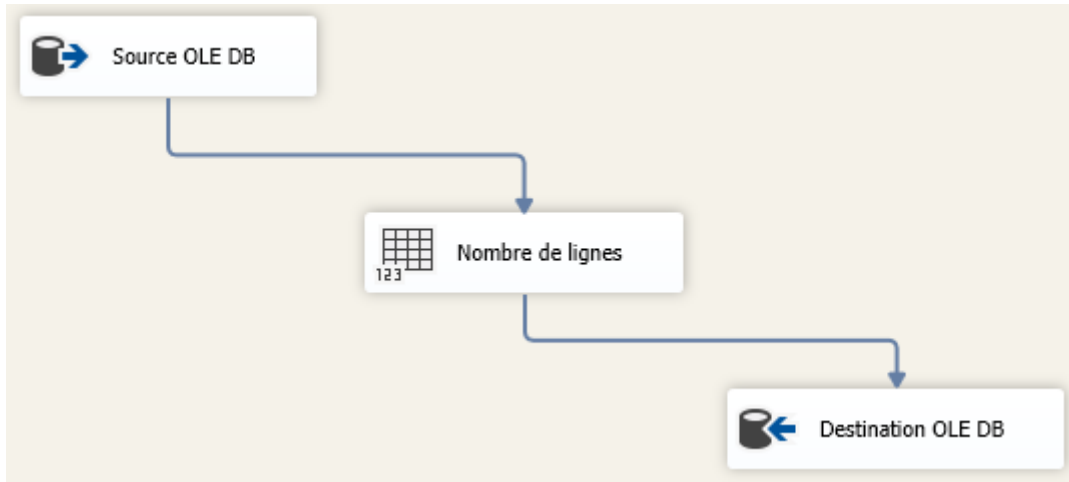 Source OLE DB
Nombre de lignes
123
Destination OLE DB